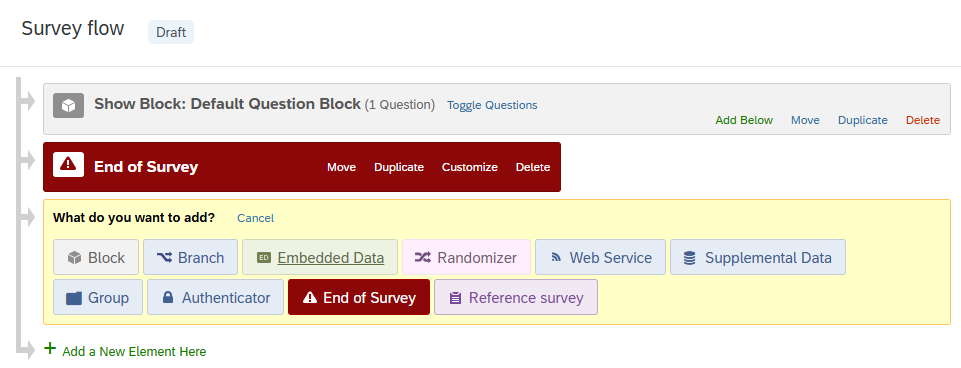 Survey flow Draft
Show Block: Default Question Block (1 Question) Toggle Questions
Add Below Move Duplicate Delete
End of Survey Move Duplicate Customize Delete
What do you want to add? Cancel
Block Branch ED Embedded Data Randomizer Web Service Supplemental Data
Group Authenticator End of Survey Reference survey
+ Add a New Element Here